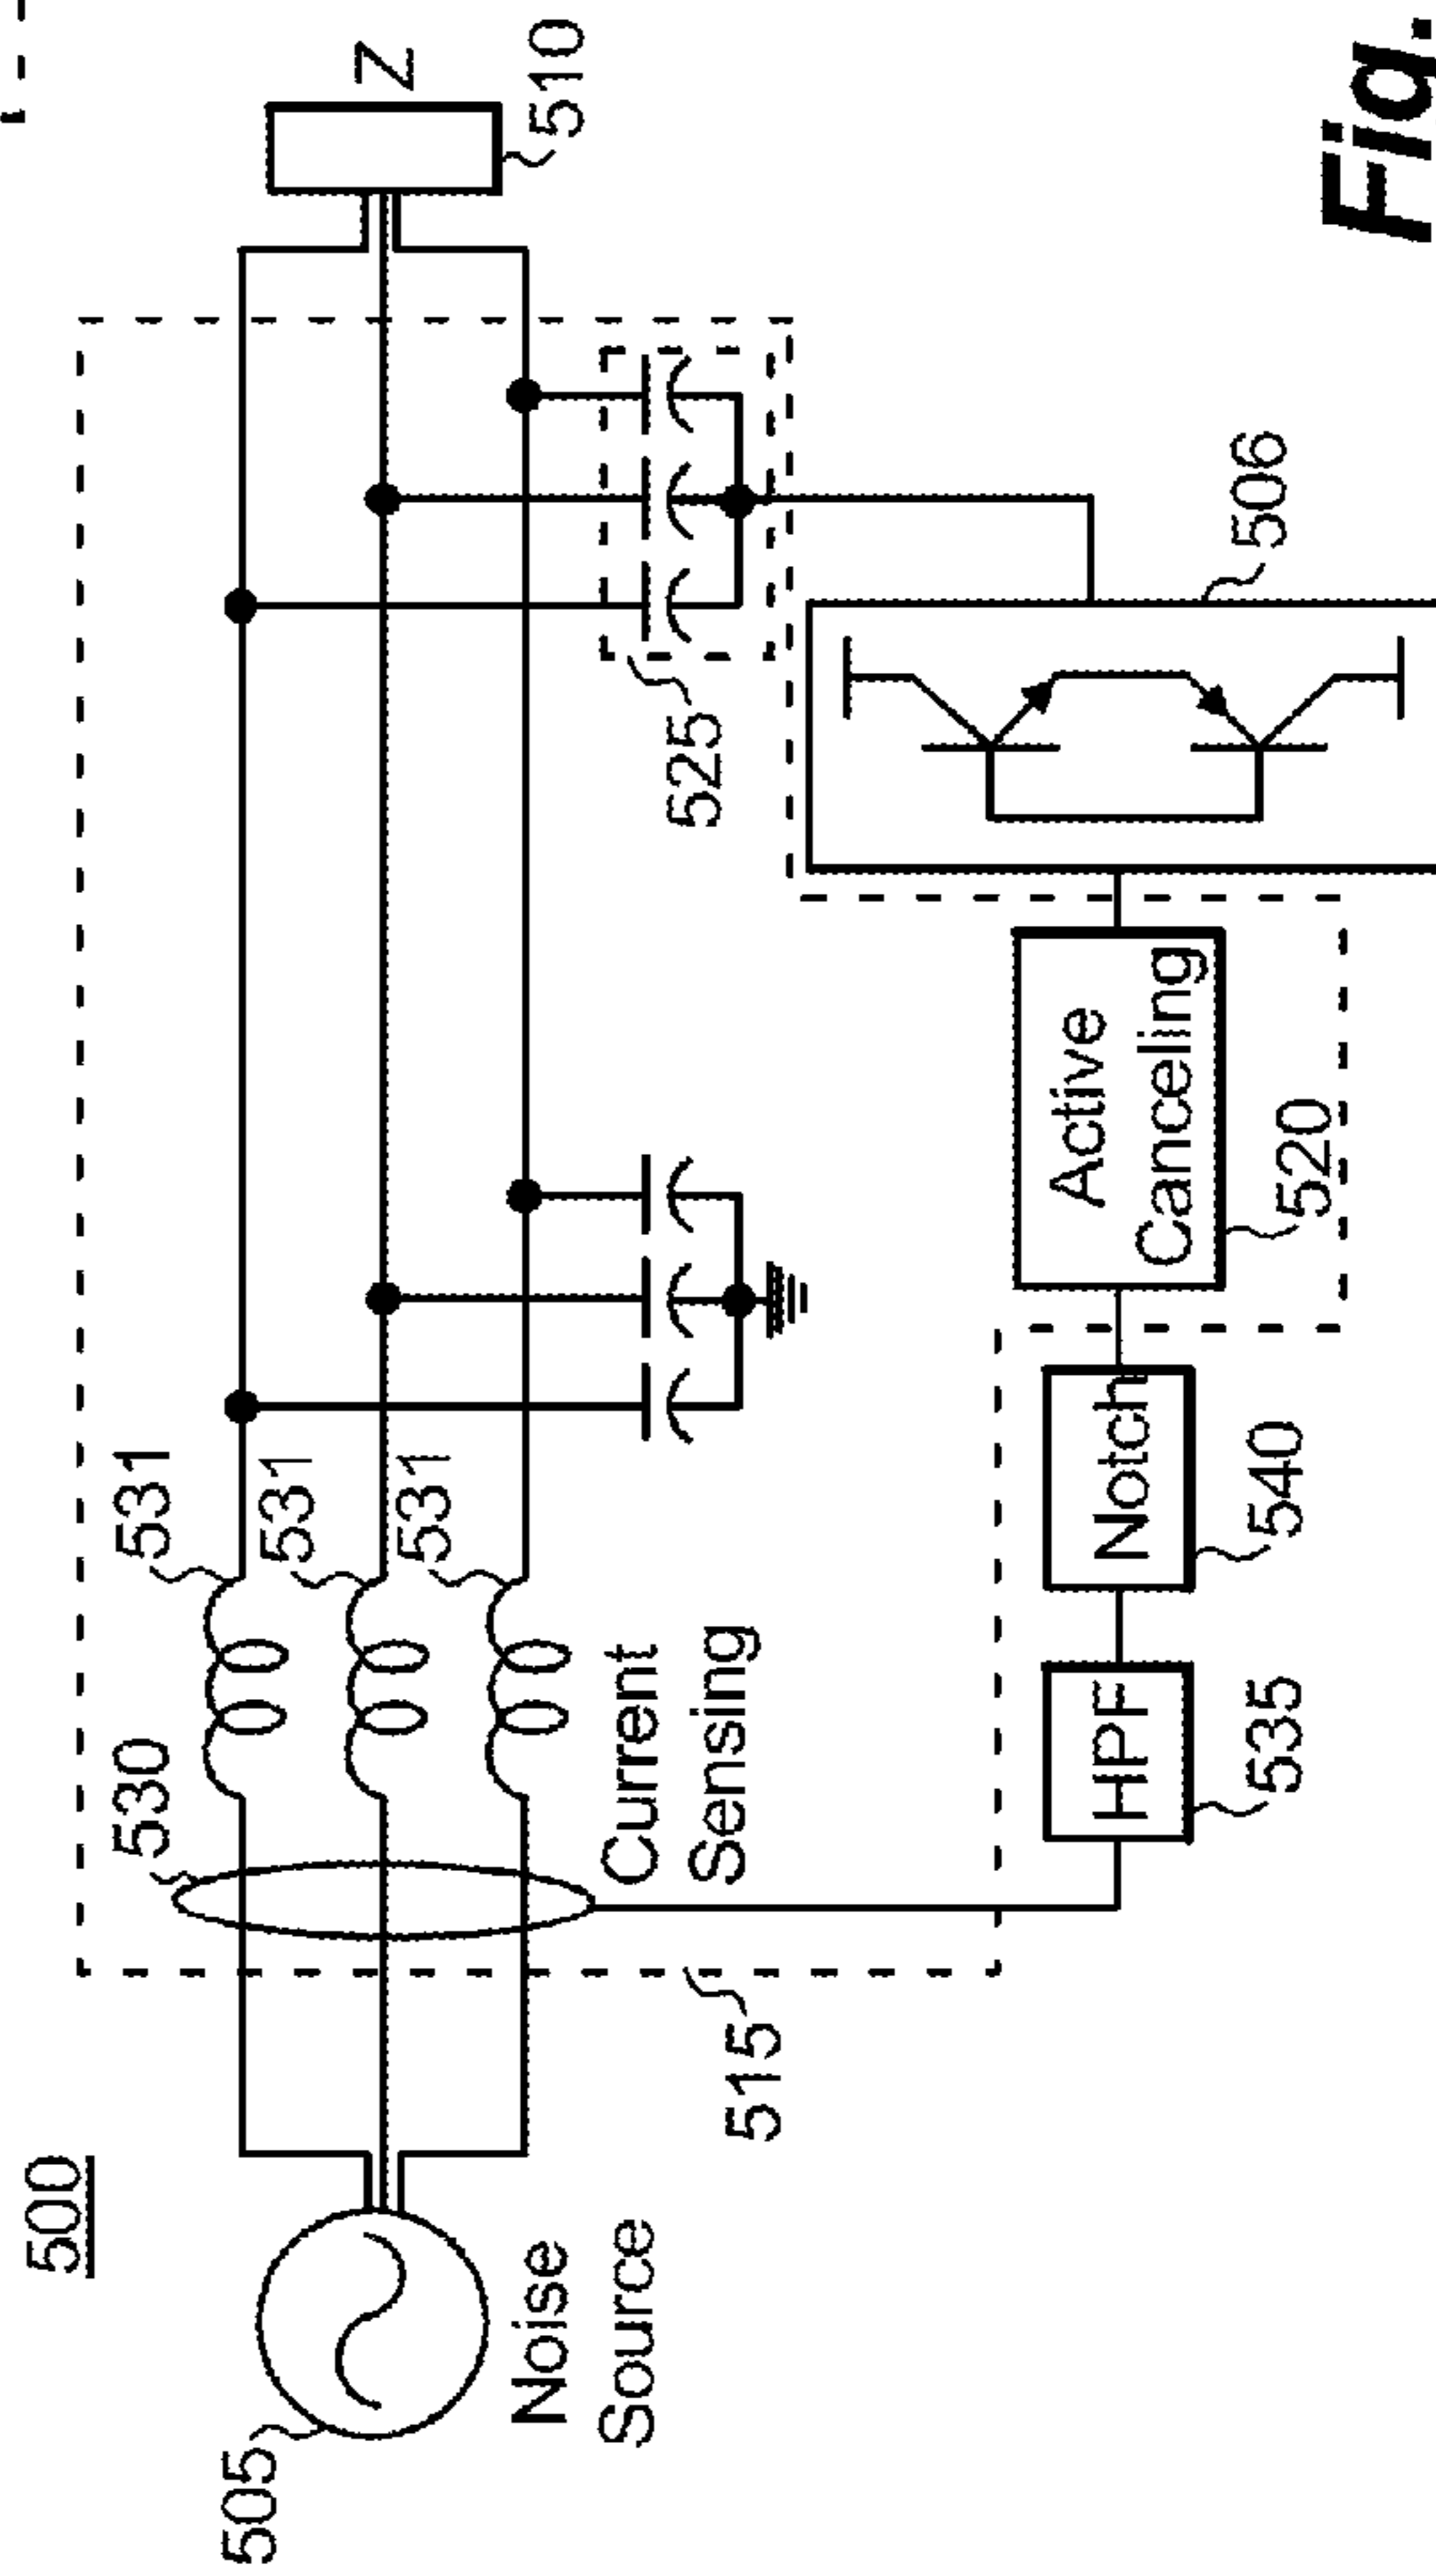 500
505
Noise
Source
515
530
531
531
531
Current
Sensing
525
Z
510
HPF
535
Notch
540
Active
Canceling
520
506
Fig.